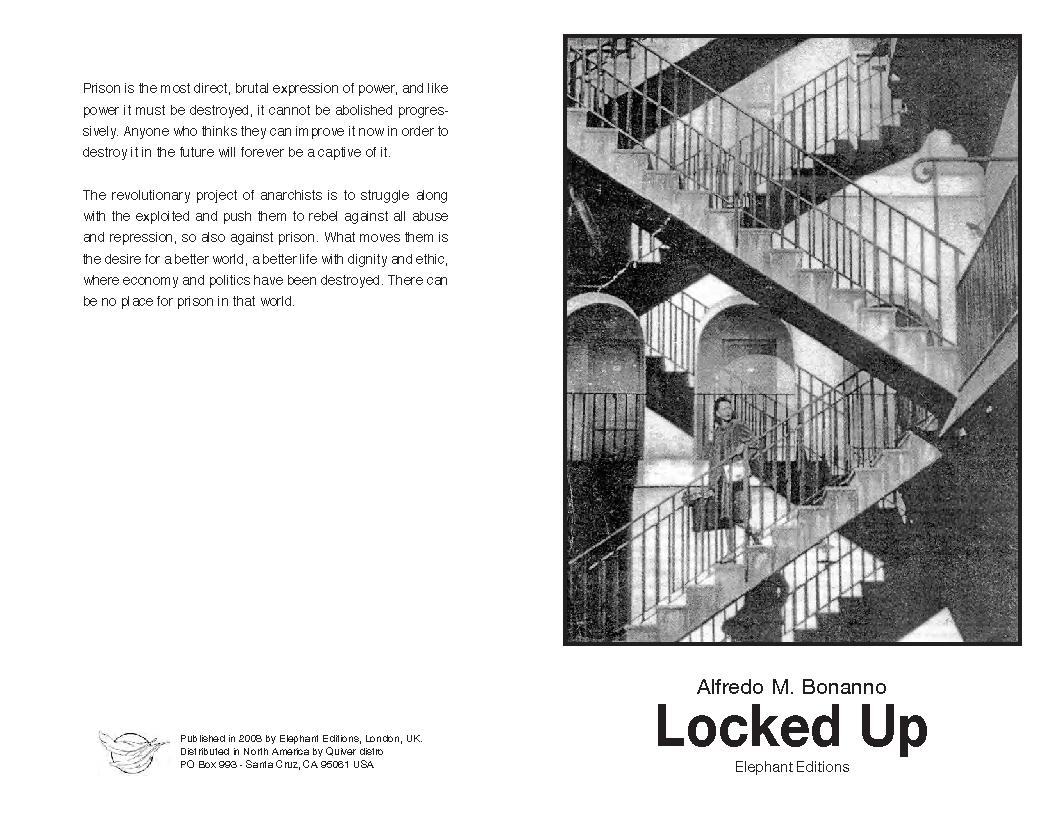 Prison is the most direct, brutal expression of power, and like
power it must be destroyed, it cannot be abolished progres-
sively. Anyone who thinks they can improve it now in order to
destroy it in the future will forever be a captive of it.
The revolutionary project of anarchists is to struggle along
with the exploited and push them to rebel against all abuse
and repression, so also against prison. What moves them is
the desire for a better world, a better life with dignity and ethic,
where economy and politics have been destroyed. There can
be no place for prison in that world.
Published in 2008 by Elephant Editions, London, UK.
Distributed in North America by Quiver distro
PO Box 993 - Santa Cruz, CA 95061 USA
Alfredo M. Bonanno
Locked Up
Elephant Editions